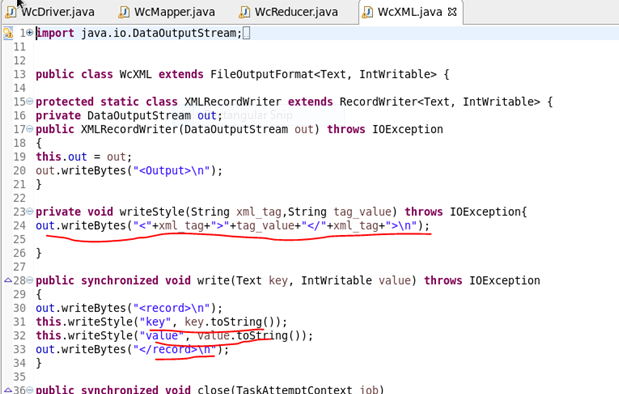 WcDriver.java WcMapper.java WcReducer.java WcXML.java
1 import java.io.DataOutputStream;
11
12
13 public class WcXML extends FileOutputFormat<Text, IntWritable> {
14
15 protected static class XMLRecordWriter extends RecordWriter<Text, IntWritable> {
16 private DataOutputStream out;
17 public XMLRecordWriter(DataOutputStream out) throws IOException
18 {
19 this.out = out;
20 out.writeBytes("<Output>\n");
21 }
22
23 private void writeStyle(String xml_tag,String tag_value) throws IOException{
24 out.writeBytes("<"+xml_tag+">"+tag_value+"</"+xml_tag+">\n");
25
26 }
27
28 public synchronized void write(Text key, IntWritable value) throws IOException
29 {
30 out.writeBytes("<record>\n");
31 this.writeStyle("key", key.toString());
32 this.writeStyle("value", value.toString());
33 out.writeBytes("</record>\n");
34 }
35
36 public synchronized void close(TaskAttemptContext job)